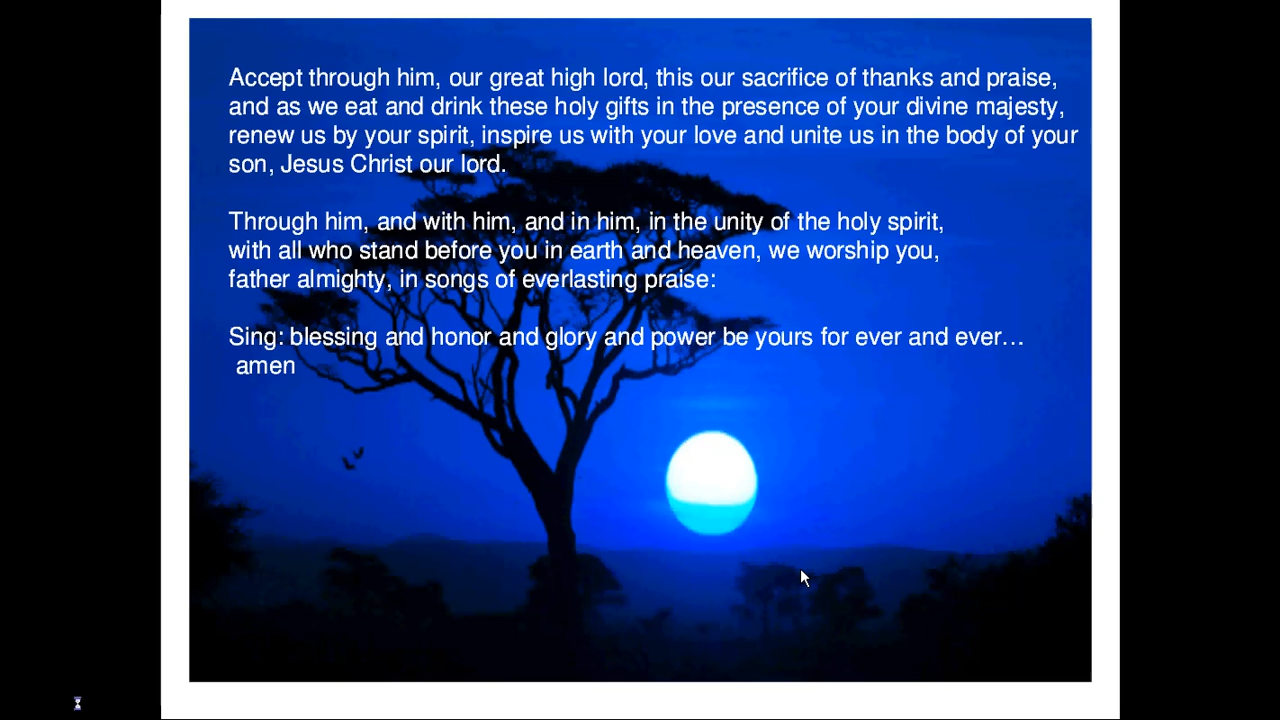 Accept through him, our great high lord, this our sacrifice of thanks and praise,
and as we eat and drink these holy gifts in the presence of your divine majesty,
renew us by your spirit, inspire us with your love and unite us in the body of your
son, Jesus Christ our lord.
Through him, and with him, and in him, in the unity of the holy spirit,
with all who stand before you in earth and heaven, we worship you,
father almighty, in songs of everlasting praise:
Sing: blessing and honor and glory and power be yours for ever and ever…
amen